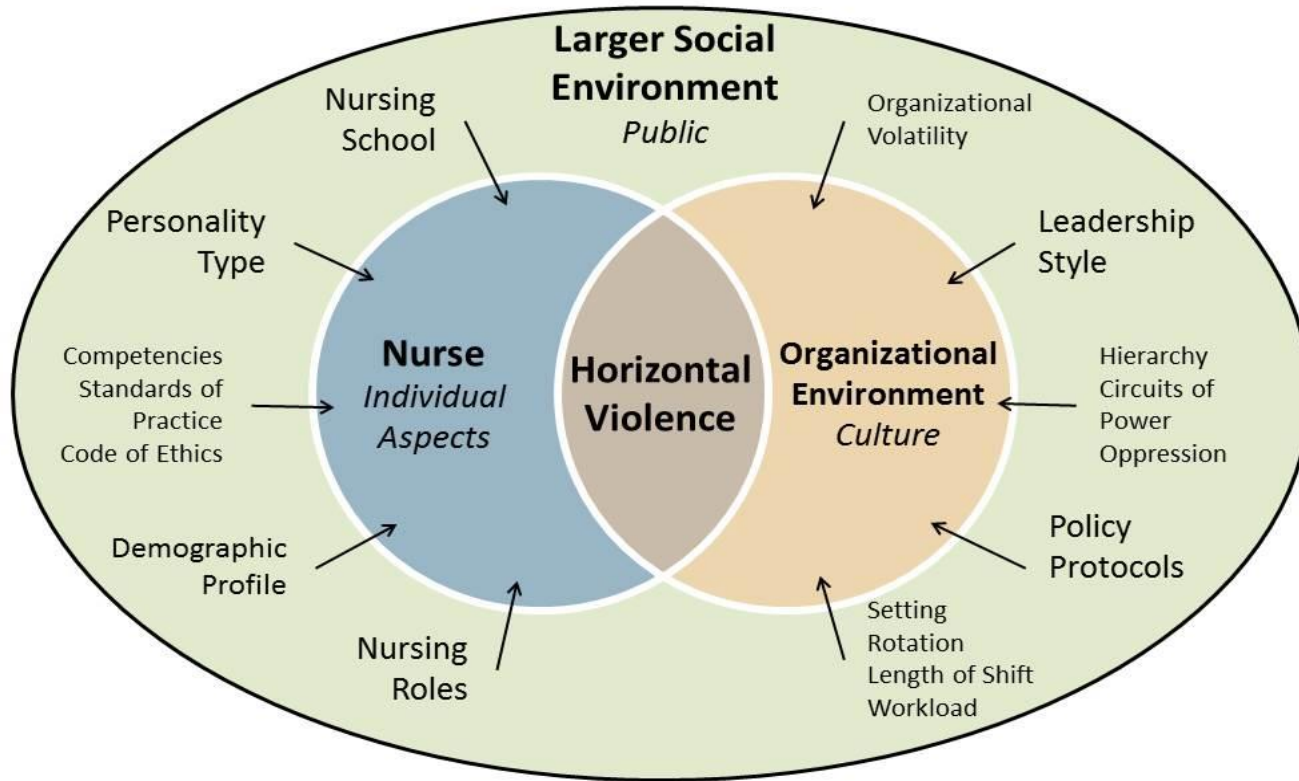 Larger Social
Environment
Public
Nursing
School
Organizational
Volatility
Personality
Type
Leadership
Style
Competencies
Standards of
Practice
Code of Ethics
Nurse
Individual
Aspects
Horizontal
Violence
Organizational
Environment
Culture
Hierarchy
Circuits of
Power
Oppression
Demographic
Profile
Policy
Protocols
Nursing
Roles
Setting
Rotation
Length of Shift
Workload